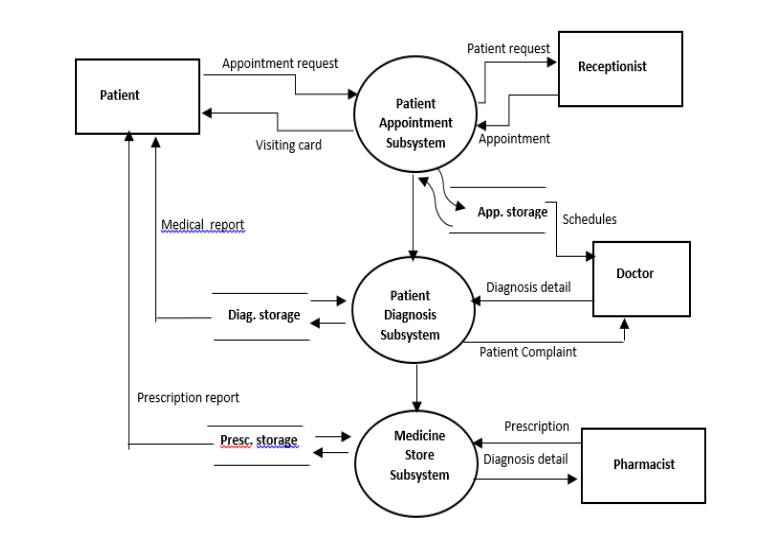 Patient request
Receptionist
Appointment request
Patient
Patient
Appointment
Subsystem
Appointment
Visiting card
App. storage
Schedules
Medical report
Doctor
Diagnosis detail
Patient
Diagnosis
Subsystem
Diag. storage
Patient Complaint
Prescription report
Prescription
Medicine
Store
Subsystem
Presc. storage
Diagnosis detail
Pharmacist